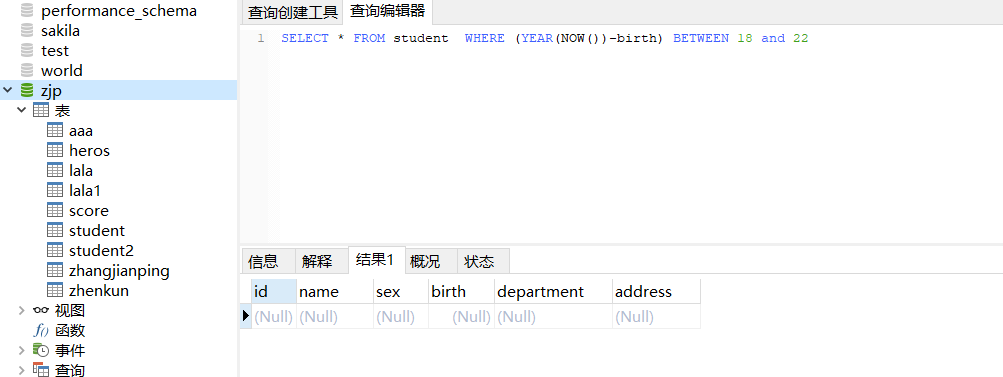 performance_schema
sakila
test
world
zjp
表
aaa
heros
lala
lala1
score
student
student2
zhangjianping
zhenkun
视图
f() 函数
事件
查询
查询创建工具 查询编辑器
1 SELECT * FROM student  WHERE (YEAR(NOW())-birth) BETWEEN 18 and 22
信息 解释 结果1 概况 状态
id name sex birth department address
(Null) (Null) (Null) (Null) (Null) (Null)